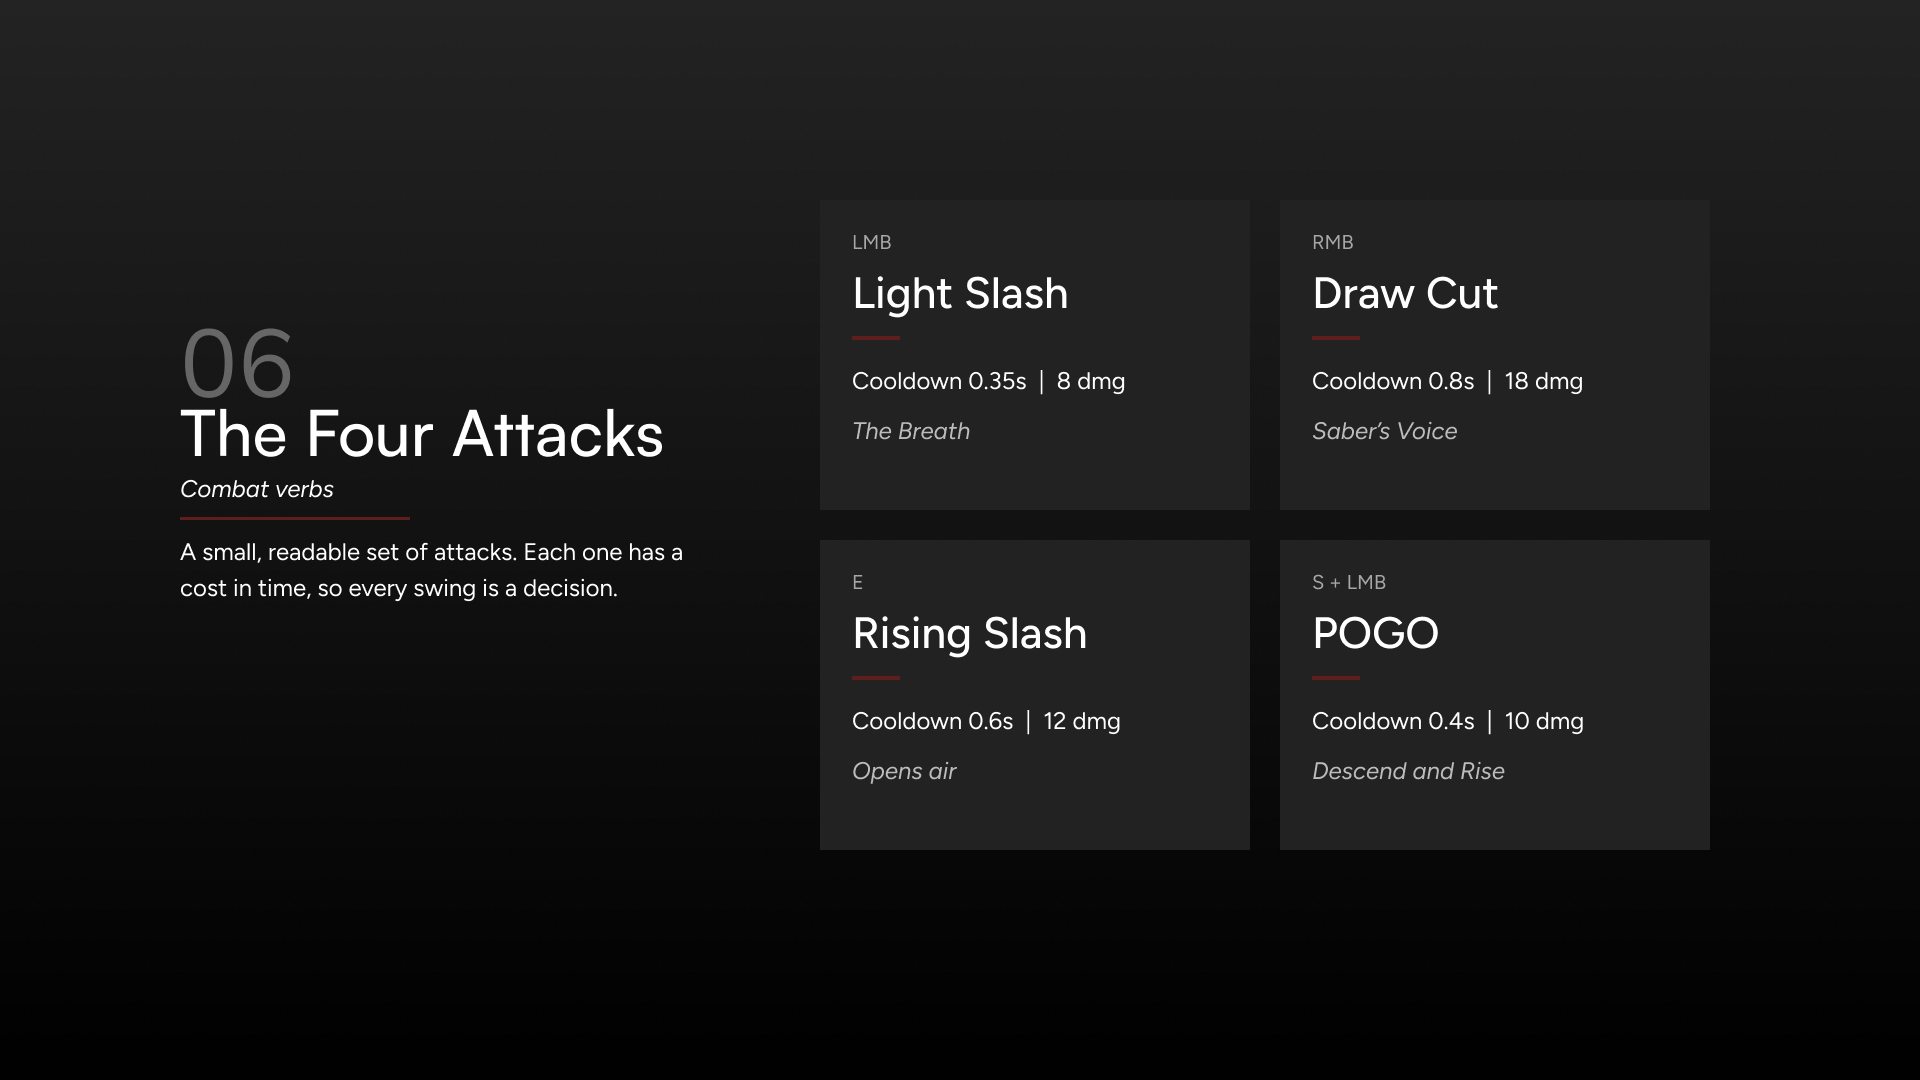 06
The Four Attacks
Combat verbs
A small, readable set of attacks. Each one has a
cost in time, so every swing is a decision.
LMB
Light Slash
Cooldown 0.35s | 8 dmg
The Breath
RMB
Draw Cut
Cooldown 0.8s | 18 dmg
Saber’s Voice
E
Rising Slash
Cooldown 0.6s | 12 dmg
Opens air
S + LMB
POGO
Cooldown 0.4s | 10 dmg
Descend and Rise